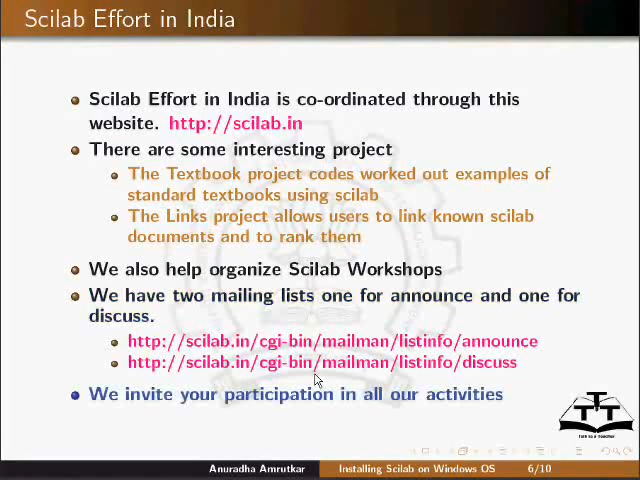 Scilab Effort in India
Scilab Effort in India is co-ordinated through this
website. http://scilab.in
There are some interesting project
The Textbook project codes worked out examples of
standard textbooks using scilab
The Links project allows users to link known scilab
documents and to rank them
We also help organize Scilab Workshops
We have two mailing lists one for announce and one for
discuss.
http://scilab.in/cgi-bin/mailman/listinfo/announce
http://scilab.in/cgi-bin/mailman/listinfo/discuss
We invite your participation in all our activities
T
TT
Talk to a Teacher
Anuradha Amrutkar Installing Scilab on Windows OS 6/10